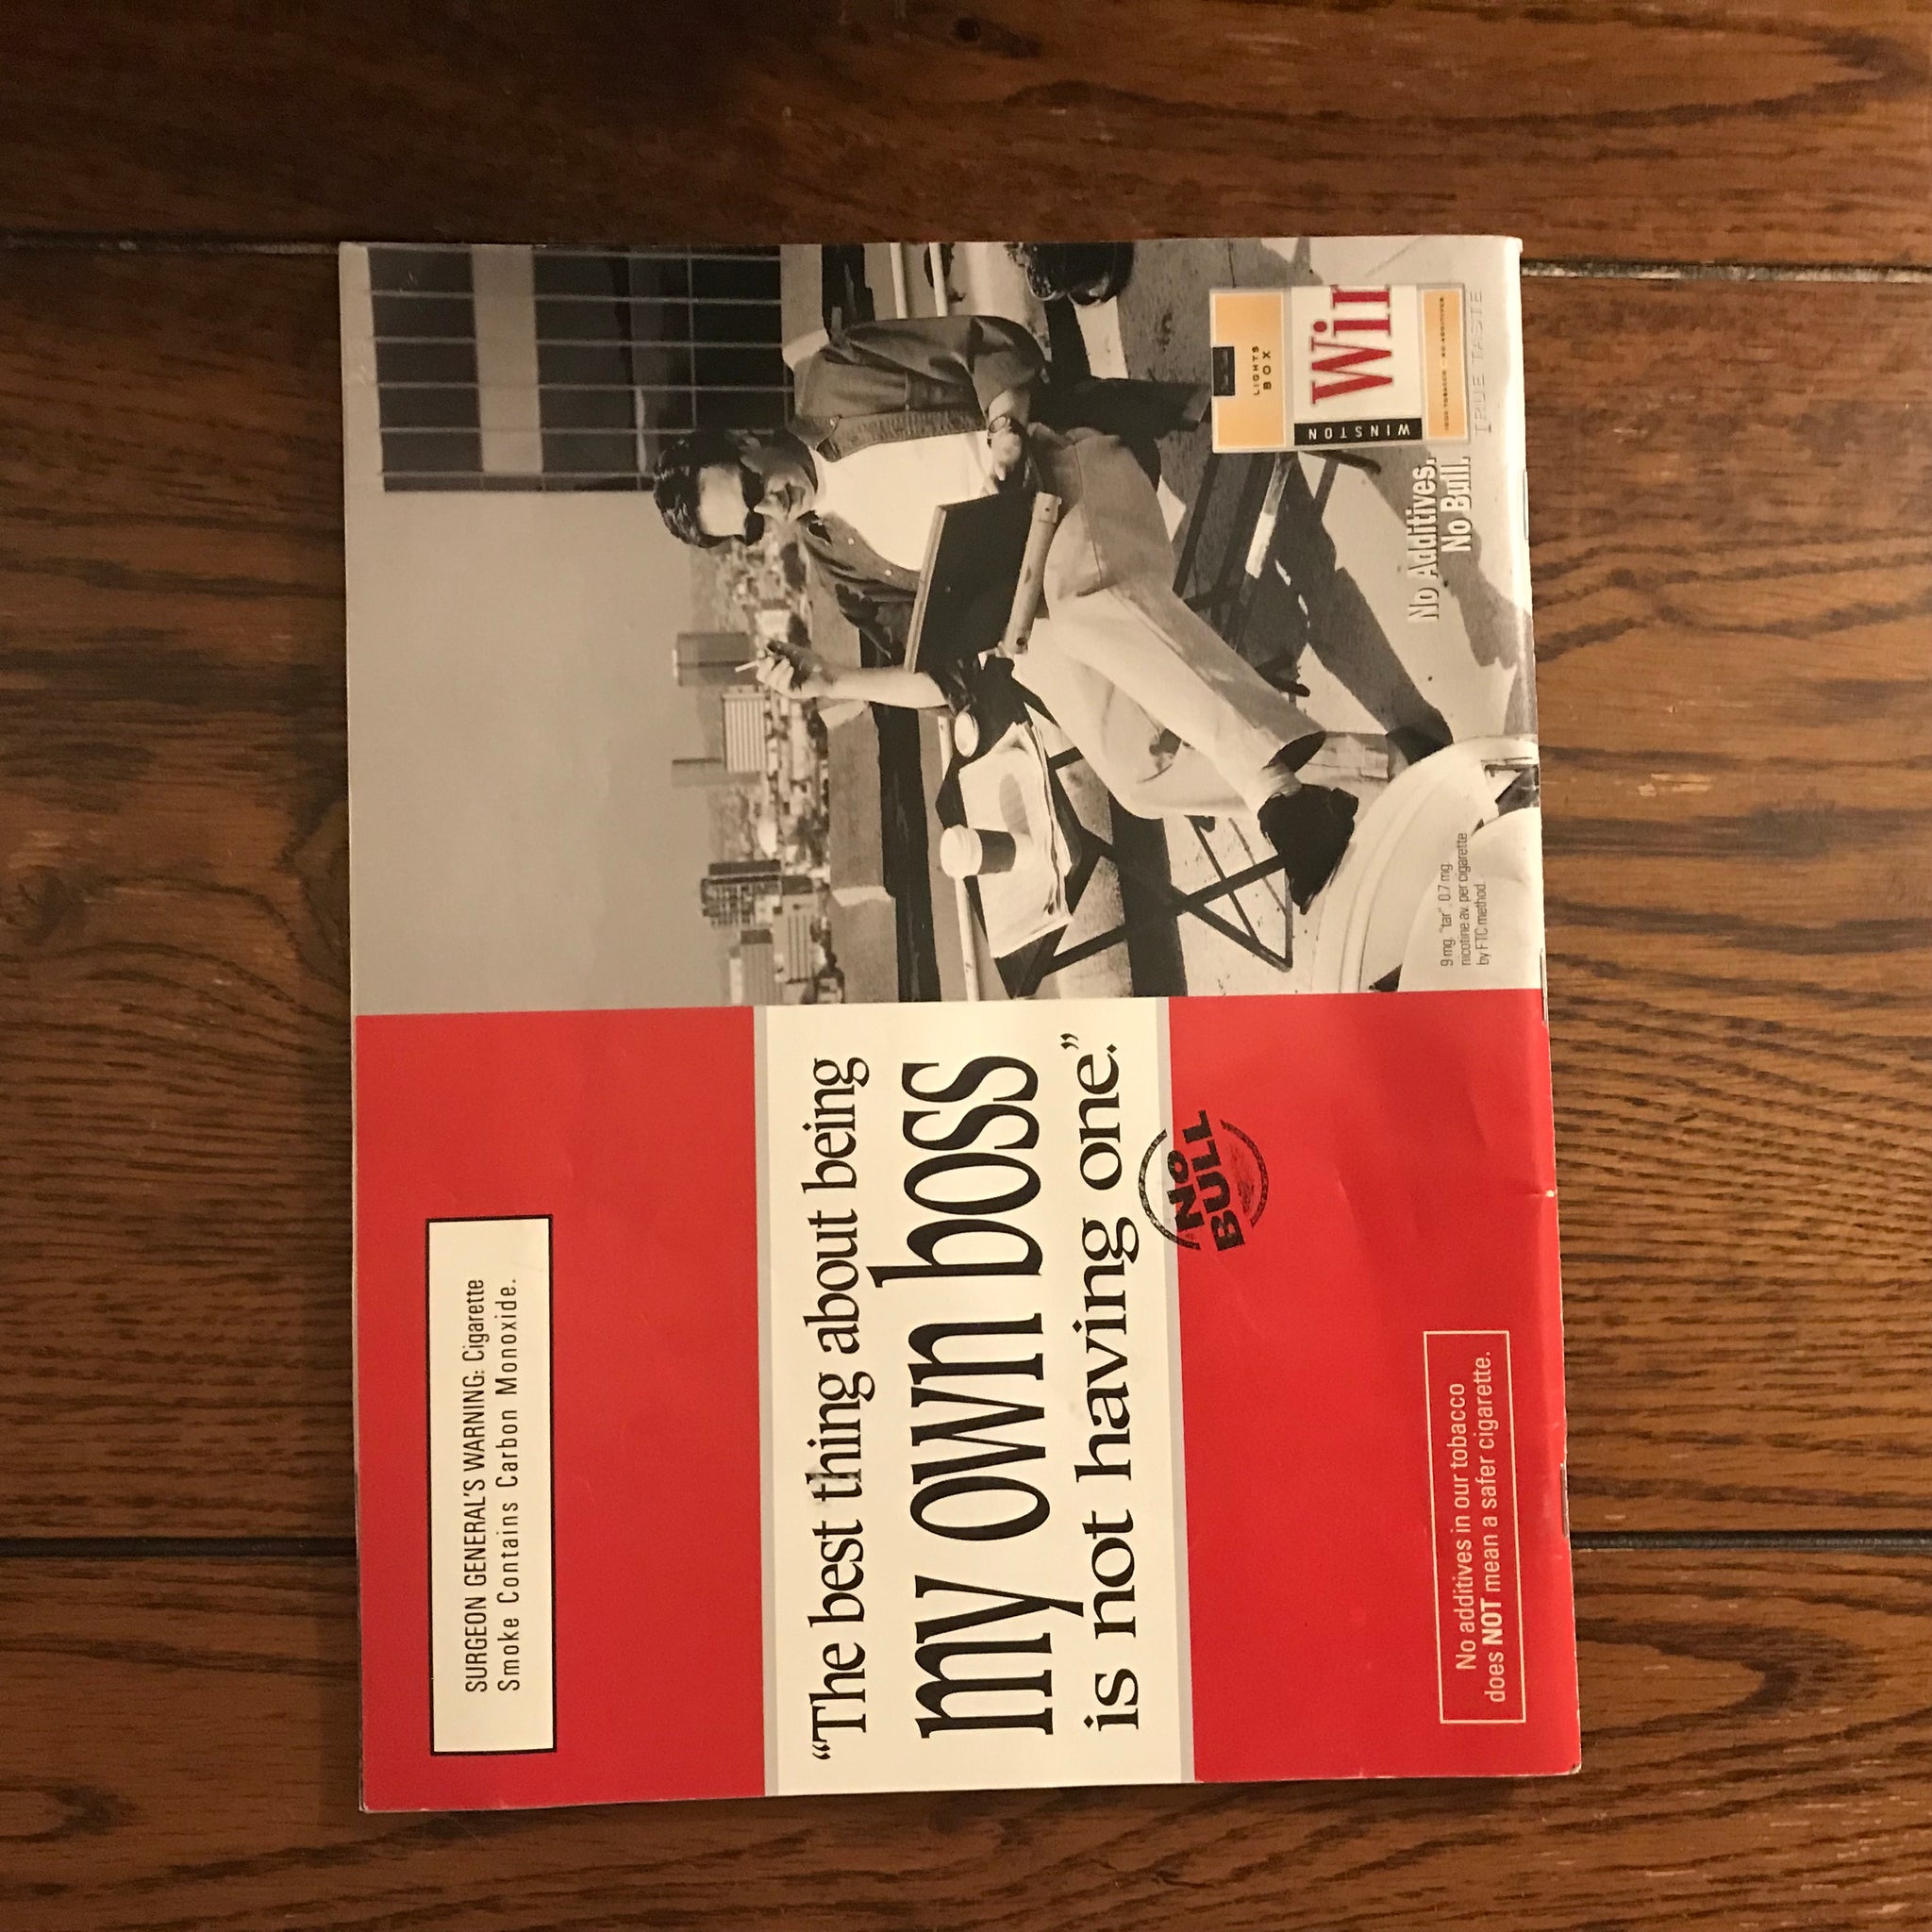 SURGEON GENERAL'S WARNING: Cigarette
Smoke Contains Carbon Monoxide.
“The best thing about being
my own boss
is not having one.”
NO
BULL
No additives in our tobacco
does NOT mean a safer cigarette.
9 mg. "tar", 0.7 mg.
nicotine av. per cigarette
by FTC method.
No Additives.
No Bull.
LIGHTS
BOX
WINSTON
Win
TRUE TASTE